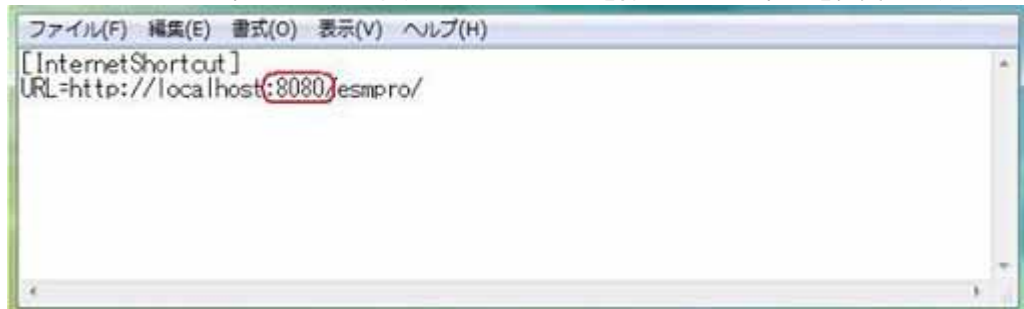 ファイル(F) 編集(E) 書式(O) 表示(V) ヘルプ(H)
[InternetShortcut]
URL=http://localhost:8080/esmpro/